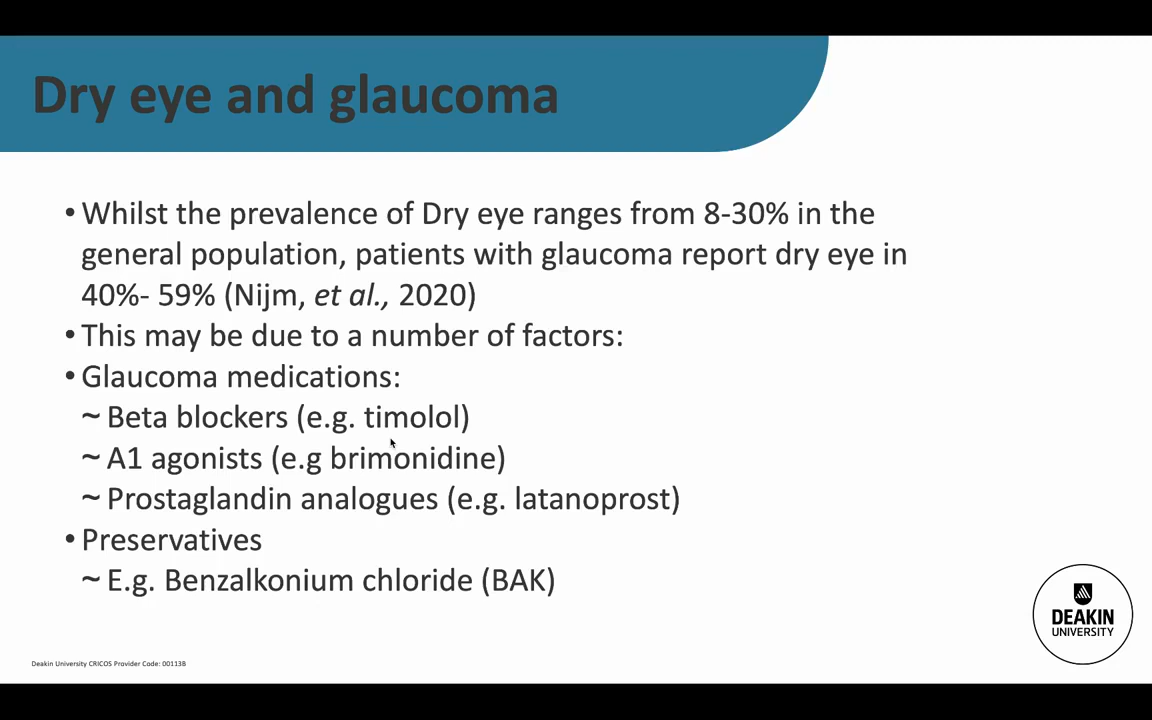 Dry eye and glaucoma
• Whilst the prevalence of Dry eye ranges from 8-30% in the
general population, patients with glaucoma report dry eye in
40%- 59% (Nijm, et al., 2020)
• This may be due to a number of factors:
• Glaucoma medications:
~ Beta blockers (e.g. timolol)
~ A1 agonists (e.g brimonidine)
~ Prostaglandin analogues (e.g. latanoprost)
• Preservatives
~ E.g. Benzalkonium chloride (BAK)
DEAKIN
UNIVERSITY
Deakin University CRICOS Provider Code: 00113B